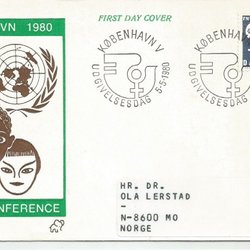 VN 1980
FIRST DAY COVER
KØBENHAVN V
UDGIVELSESDAG 5-5-1980
KØBENHAVN V
UDGIVELSESDAG 5-5-1980
ONFERENCE
HR. DR.
OLA LERSTAD
N-8600 MO
NORGE